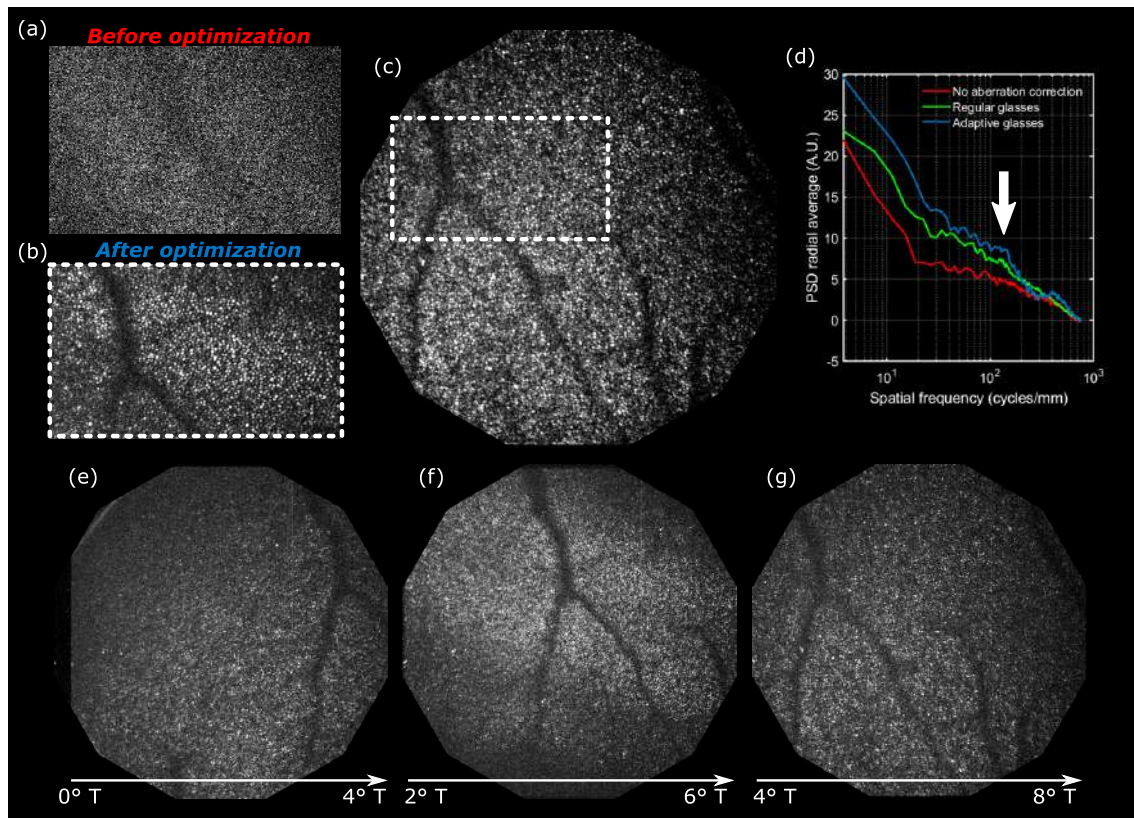 (a)
Before optimization
(b)
After optimization
(c)
(d)
30
25
20
15
10
5
0
-5
PSD radial average (A.U.)
No aberration correction
Regular glasses
Adaptive glasses
10¹
10²
10³
Spatial frequency (cycles/mm)
(e)
0° T
4° T
(f)
2° T
6° T
(g)
4° T
8° T